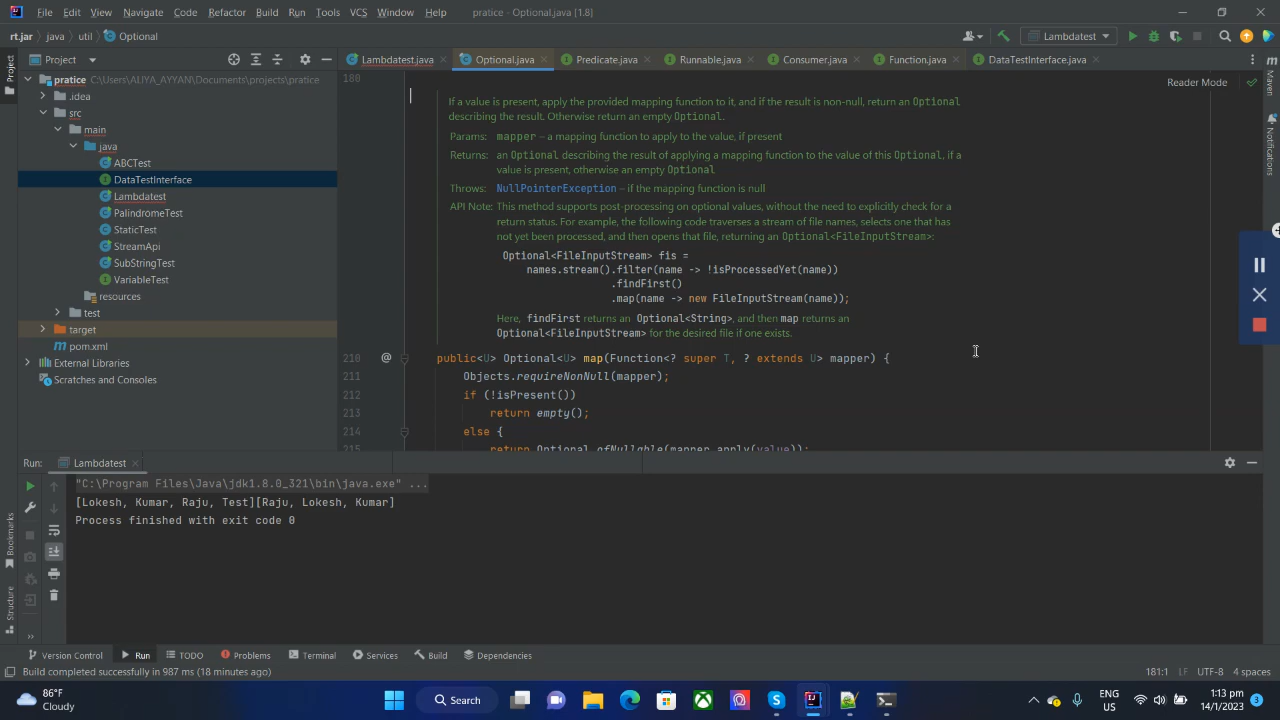 File Edit View Navigate Code Refactor Build Run Tools VCS Window Help pratice - Optional.java [1.8]
rt.jar java util Optional Lambdatest
Project Lambdatest.java Optional.java Predicate.java Runnable.java Consumer.java Function.java DataTestInterface.java
Project
Maven
Notifications
Bookmarks
Structure
pratice C:\Users\ALIYA_AYYAN\Documents\projects\pratice
.idea
src
main
java
ABCTest
DataTestInterface
Lambdatest
PalindromeTest
StaticTest
StreamApi
SubStringTest
VariableTest
resources
test
target
pom.xml
External Libraries
Scratches and Consoles
180
Reader Mode
If a value is present, apply the provided mapping function to it, and if the result is non-null, return an Optional
describing the result. Otherwise return an empty Optional.
Params: mapper – a mapping function to apply to the value, if present
Returns: an Optional describing the result of applying a mapping function to the value of this Optional, if a
value is present, otherwise an empty Optional
Throws: NullPointerException – if the mapping function is null
API Note: This method supports post-processing on optional values, without the need to explicitly check for a
return status. For example, the following code traverses a stream of file names, selects one that has
not yet been processed, and then opens that file, returning an Optional<FileInputStream>:
Optional<FileInputStream> fis =
names.stream().filter(name -> !isProcessedYet(name))
.findFirst()
.map(name -> new FileInputStream(name));
Here, findFirst returns an Optional<String>, and then map returns an
Optional<FileInputStream> for the desired file if one exists.
210 @ public<U> Optional<U> map(Function<? super T, ? extends U> mapper) {
211 Objects.requireNonNull(mapper);
212 if (!isPresent())
213 return empty();
214 else {
215 return Optional.ofNullable(mapper.apply(value));
Run: Lambdatest
"C:\Program Files\Java\jdk1.8.0_321\bin\java.exe" ...
[Lokesh, Kumar, Raju, Test][Raju, Lokesh, Kumar]
Process finished with exit code 0
Version Control Run TODO Problems Terminal Services Build Dependencies
Build completed successfully in 987 ms (18 minutes ago) 181:1 LF UTF-8 4 spaces
86°F
Cloudy
Search
ENG
US
1:13 pm
14/1/2023